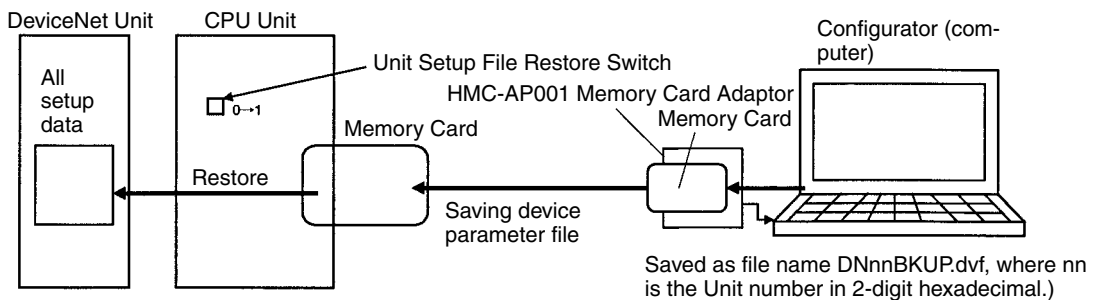 DeviceNet Unit
CPU Unit
Configurator (com-
puter)
All
setup
data
Unit Setup File Restore Switch
HMC-AP001 Memory Card Adaptor
0→1
Memory Card
Memory Card
Restore
Saving device
parameter file
Saved as file name DNnnBKUP.dvf, where nn
is the Unit number in 2-digit hexadecimal.)